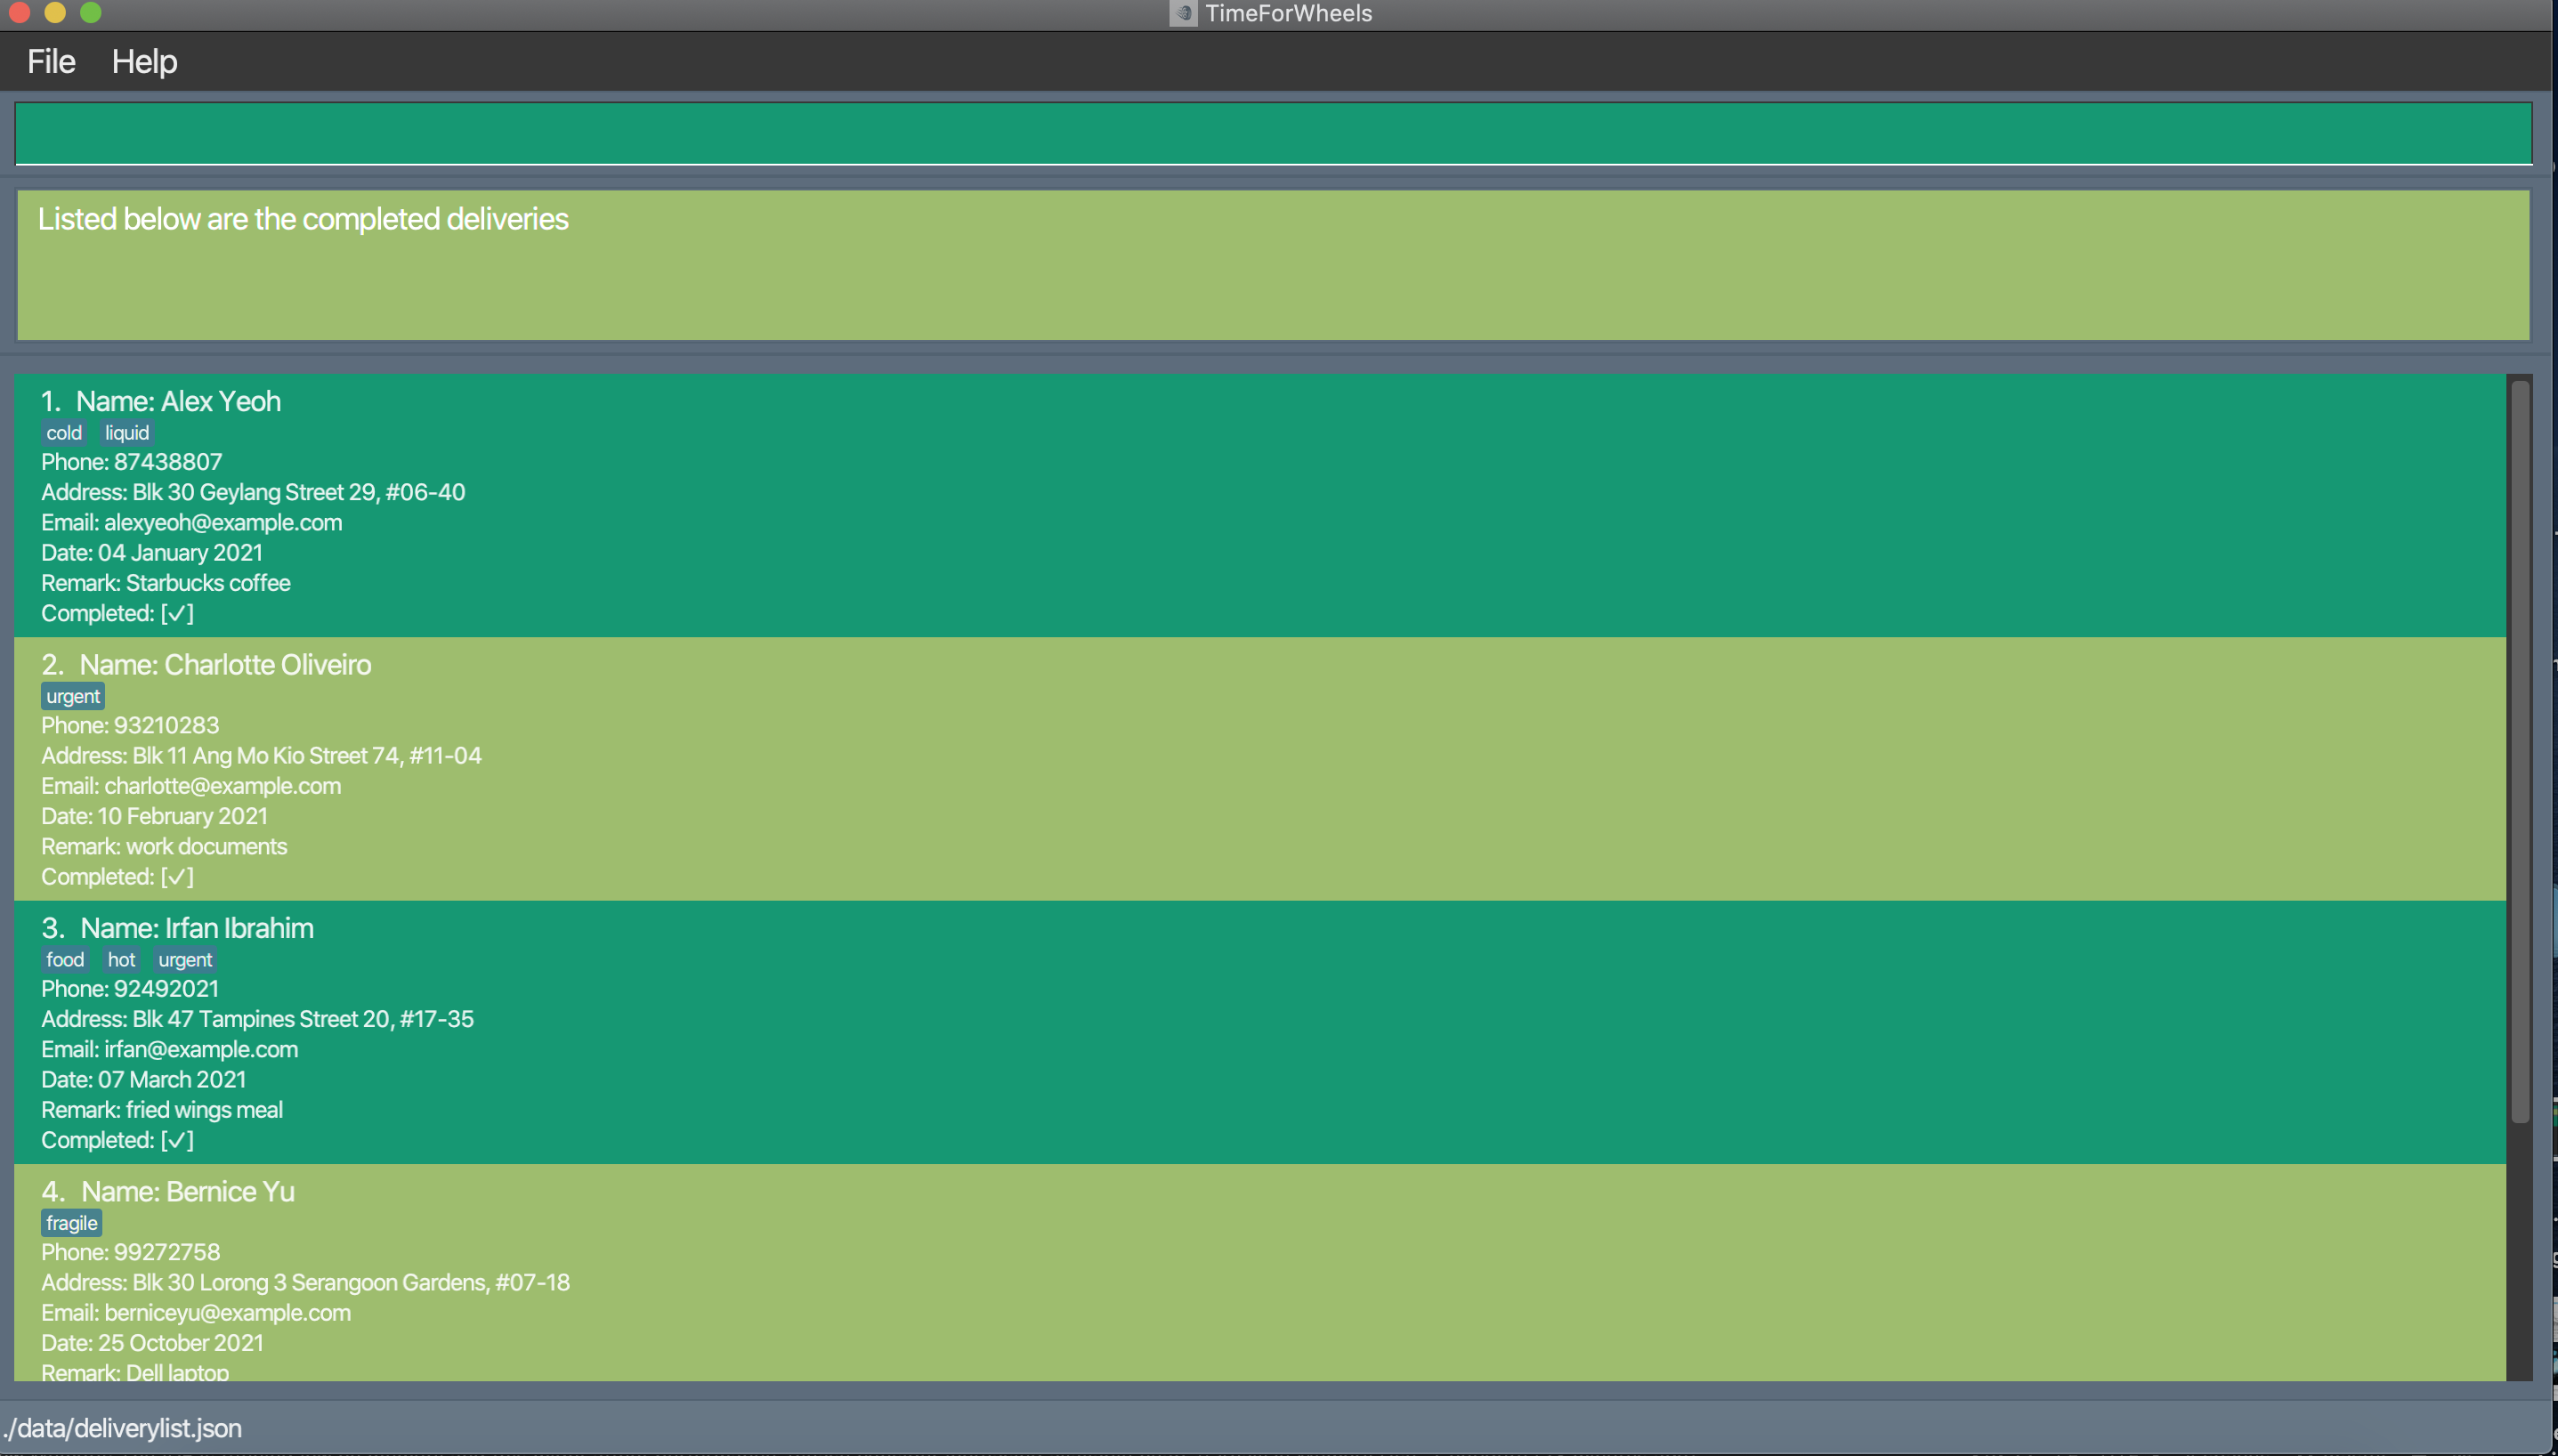 TimeForWheels
File Help
Listed below are the completed deliveries
1. Name: Alex Yeoh
cold liquid
Phone: 87438807
Address: Blk 30 Geylang Street 29, #06-40
Email: alexyeoh@example.com
Date: 04 January 2021
Remark: Starbucks coffee
Completed: [✓]
2. Name: Charlotte Oliveiro
urgent
Phone: 93210283
Address: Blk 11 Ang Mo Kio Street 74, #11-04
Email: charlotte@example.com
Date: 10 February 2021
Remark: work documents
Completed: [✓]
3. Name: Irfan Ibrahim
food hot urgent
Phone: 92492021
Address: Blk 47 Tampines Street 20, #17-35
Email: irfan@example.com
Date: 07 March 2021
Remark: fried wings meal
Completed: [✓]
4. Name: Bernice Yu
fragile
Phone: 99272758
Address: Blk 30 Lorong 3 Serangoon Gardens, #07-18
Email: berniceyu@example.com
Date: 25 October 2021
Remark: Dell laptop
./data/deliverylist.json